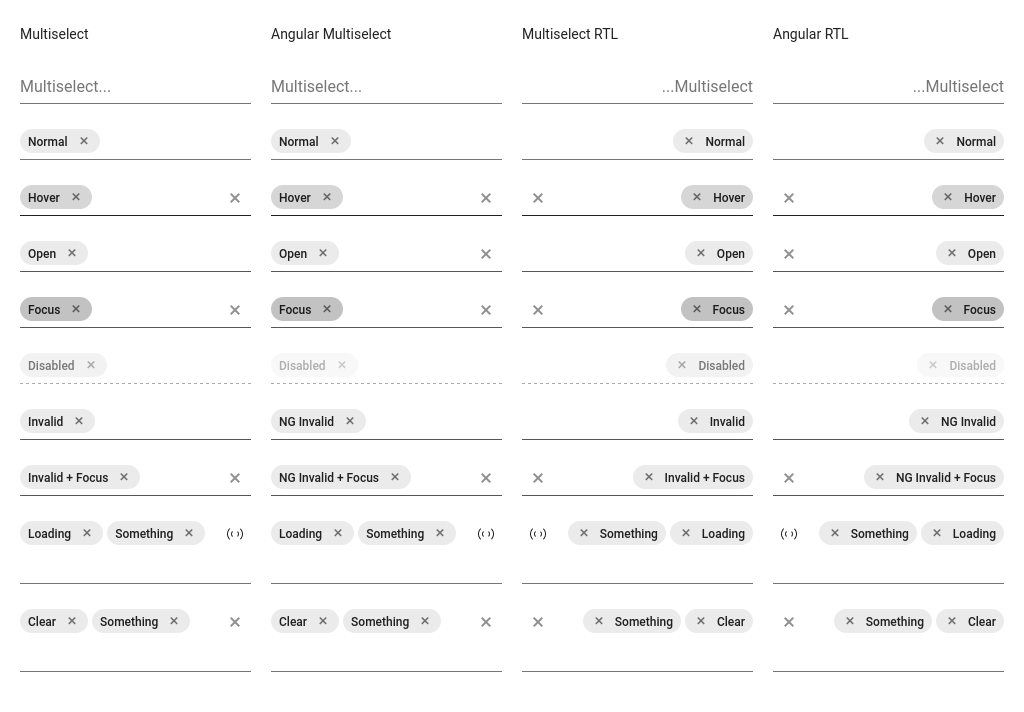 Multiselect Angular Multiselect Multiselect RTL Angular RTL
Multiselect... Multiselect... ...Multiselect ...Multiselect
Normal Normal Normal Normal
Hover Hover Hover Hover
Open Open Open Open
Focus Focus Focus Focus
Disabled Disabled Disabled Disabled
Invalid NG Invalid Invalid NG Invalid
Invalid + Focus NG Invalid + Focus Invalid + Focus NG Invalid + Focus
Loading Something Loading Something Something Loading Something Loading
Clear Something Clear Something Something Clear Something Clear